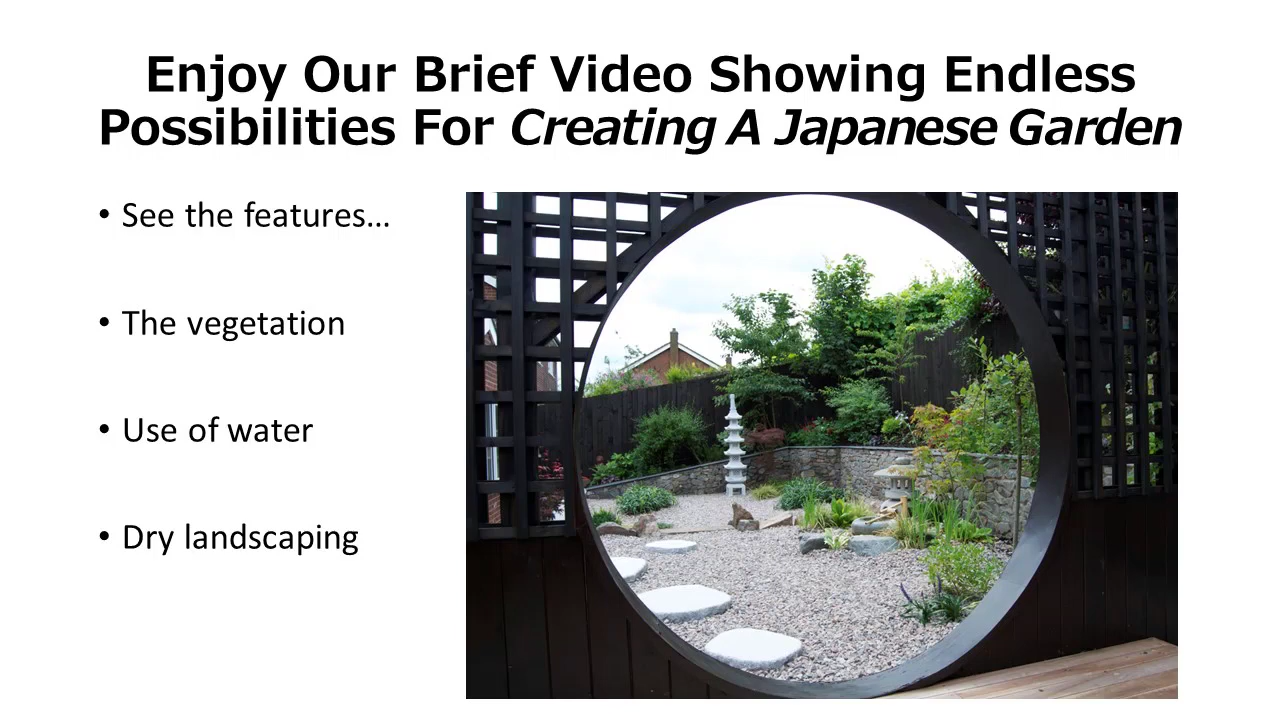 Enjoy Our Brief Video Showing Endless
Possibilities For Creating A Japanese Garden
• See the features…
• The vegetation
• Use of water
• Dry landscaping